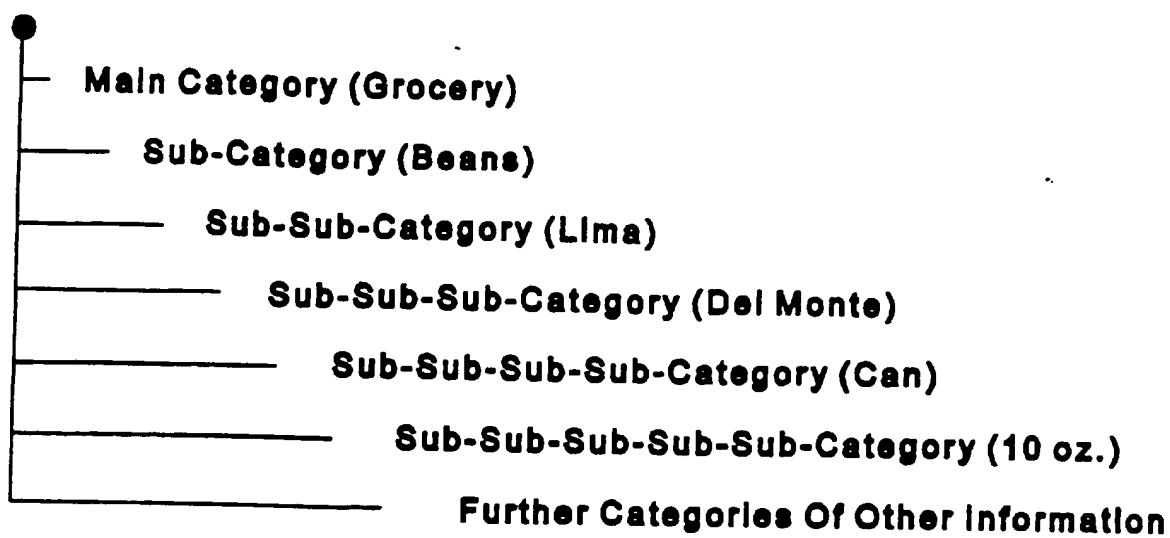 Main Category (Grocery)
Sub-Category (Beans)
Sub-Sub-Category (Lima)
Sub-Sub-Sub-Category (Del Monte)
Sub-Sub-Sub-Sub-Category (Can)
Sub-Sub-Sub-Sub-Sub-Category (10 oz.)
Further Categories Of Other Information